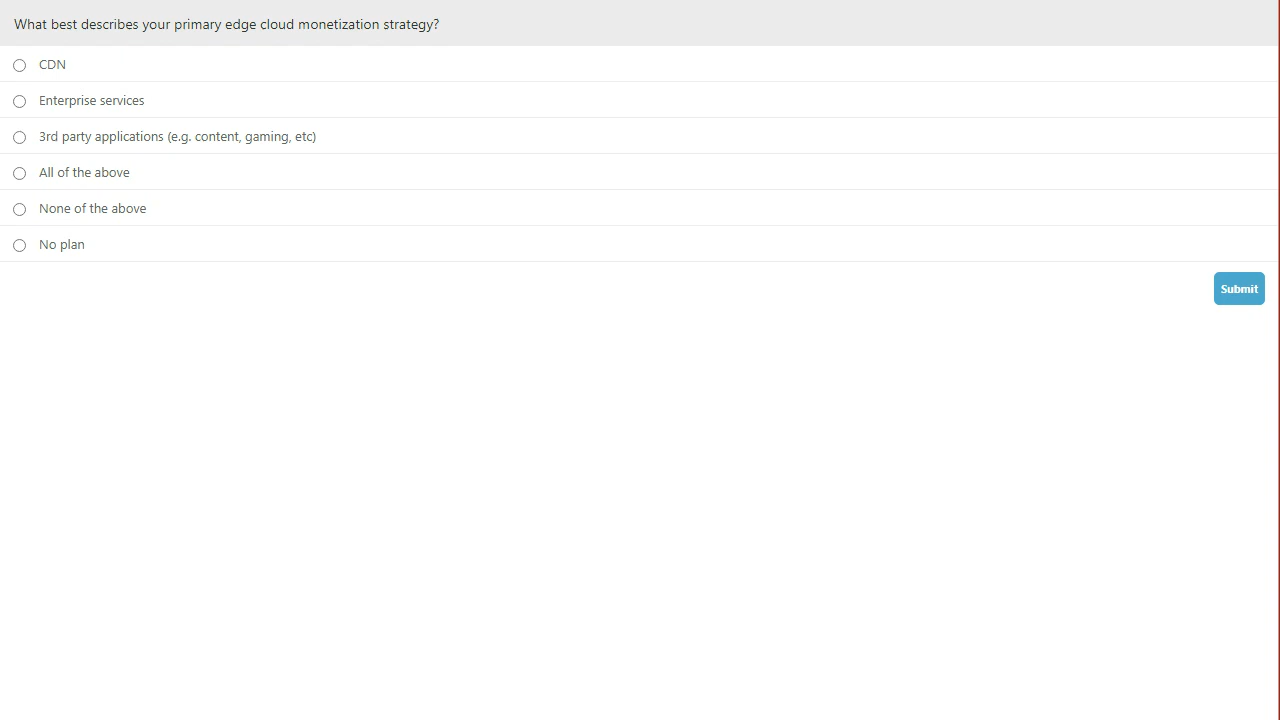 What best describes your primary edge cloud monetization strategy?
CDN
Enterprise services
3rd party applications (e.g. content, gaming, etc)
All of the above
None of the above
No plan
Submit